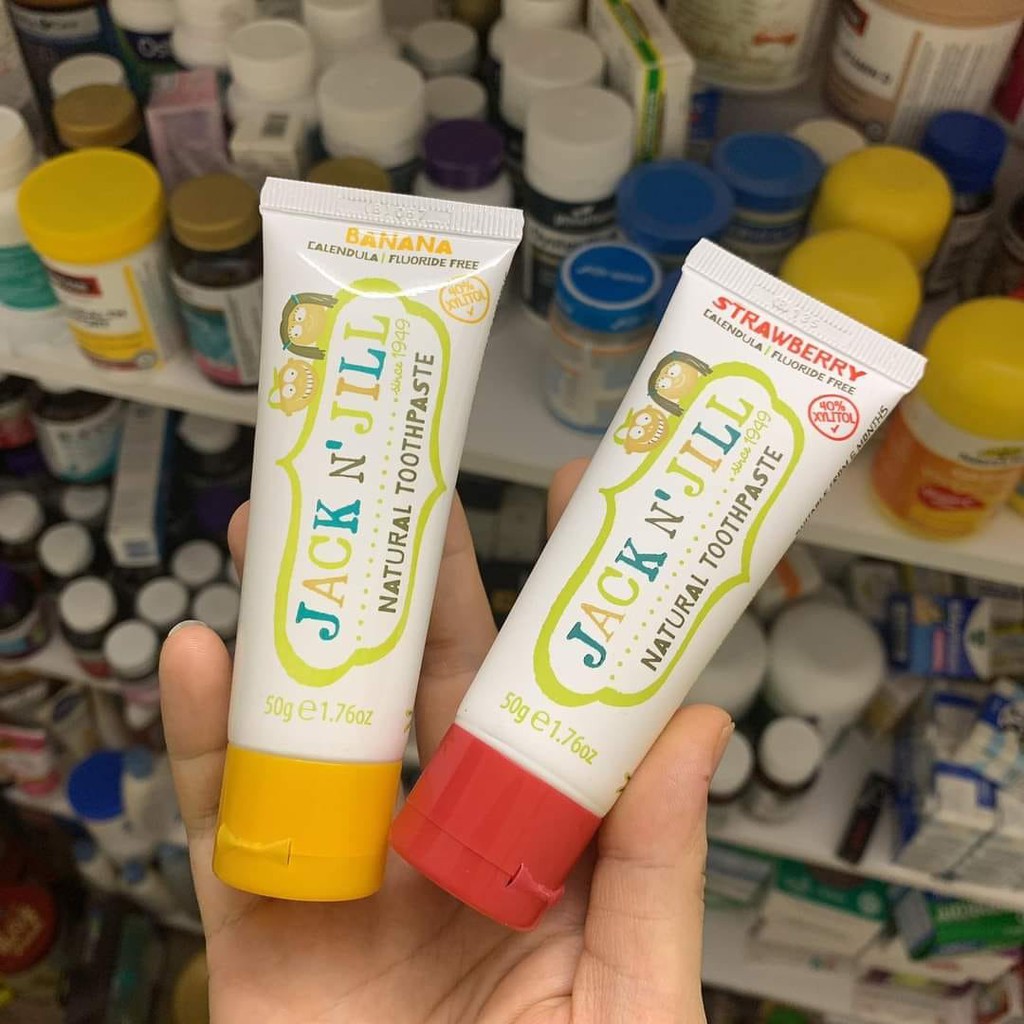 BANANA
CALENDULA | FLUORIDE FREE
40%
XYLITOL
JACK N' JILL
since 1949
NATURAL TOOTHPASTE
50g e 1.76oz
STRAWBERRY
CALENDULA | FLUORIDE FREE
40%
XYLITOL
JACK N' JILL
since 1949
NATURAL TOOTHPASTE
50g e 1.76oz
MONTHS